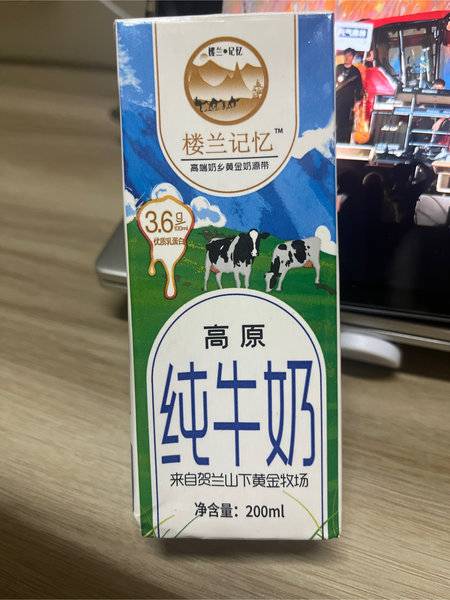 楼兰•记忆
楼兰记忆™
高端奶乡黄金奶源带
3.6g/100mL
优质乳蛋白
高原
纯牛奶
来自贺兰山下黄金牧场
净含量：200ml